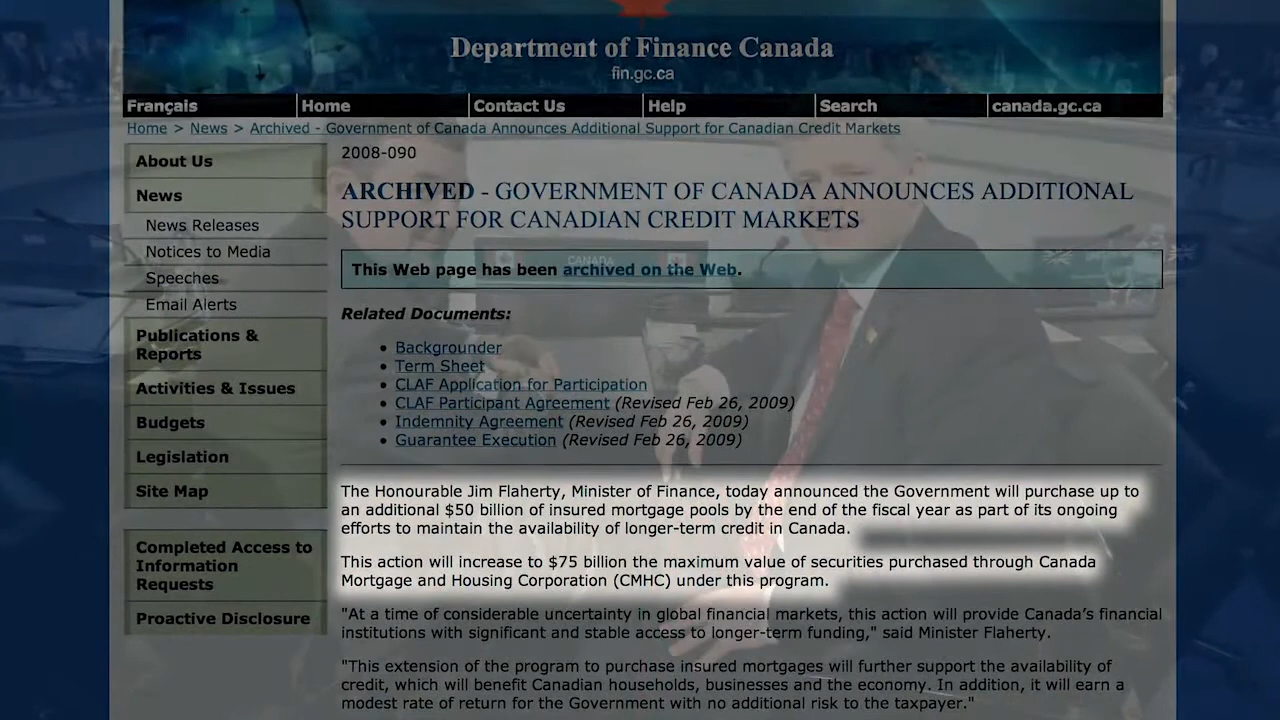 Department of Finance Canada
fin.gc.ca
Français Home Contact Us Help Search canada.gc.ca
Home > News > Archived - Government of Canada Announces Additional Support for Canadian Credit Markets
About Us
News
News Releases
Notices to Media
Speeches
Email Alerts
Publications &
Reports
Activities & Issues
Budgets
Legislation
Site Map
Completed Access to
Information
Requests
Proactive Disclosure
2008-090
ARCHIVED - GOVERNMENT OF CANADA ANNOUNCES ADDITIONAL
SUPPORT FOR CANADIAN CREDIT MARKETS
This Web page has been archived on the Web.
CANADA
Related Documents:
• Backgrounder
• Term Sheet
• CLAF Application for Participation
• CLAF Participant Agreement (Revised Feb 26, 2009)
• Indemnity Agreement (Revised Feb 26, 2009)
• Guarantee Execution (Revised Feb 26, 2009)
The Honourable Jim Flaherty, Minister of Finance, today announced the Government will purchase up to
an additional $50 billion of insured mortgage pools by the end of the fiscal year as part of its ongoing
efforts to maintain the availability of longer-term credit in Canada.
This action will increase to $75 billion the maximum value of securities purchased through Canada
Mortgage and Housing Corporation (CMHC) under this program.
"At a time of considerable uncertainty in global financial markets, this action will provide Canada's financial
institutions with significant and stable access to longer-term funding," said Minister Flaherty.
"This extension of the program to purchase insured mortgages will further support the availability of
credit, which will benefit Canadian households, businesses and the economy. In addition, it will earn a
modest rate of return for the Government with no additional risk to the taxpayer."